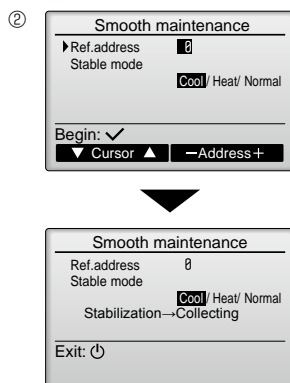 ②
Smooth maintenance
Ref.address 0
Stable mode
Cool / Heat/ Normal
Begin: ✓
▼ Cursor ▲ −Address+
Smooth maintenance
Ref.address 0
Stable mode
Cool / Heat/ Normal
Stabilization→Collecting
Exit: ⏻